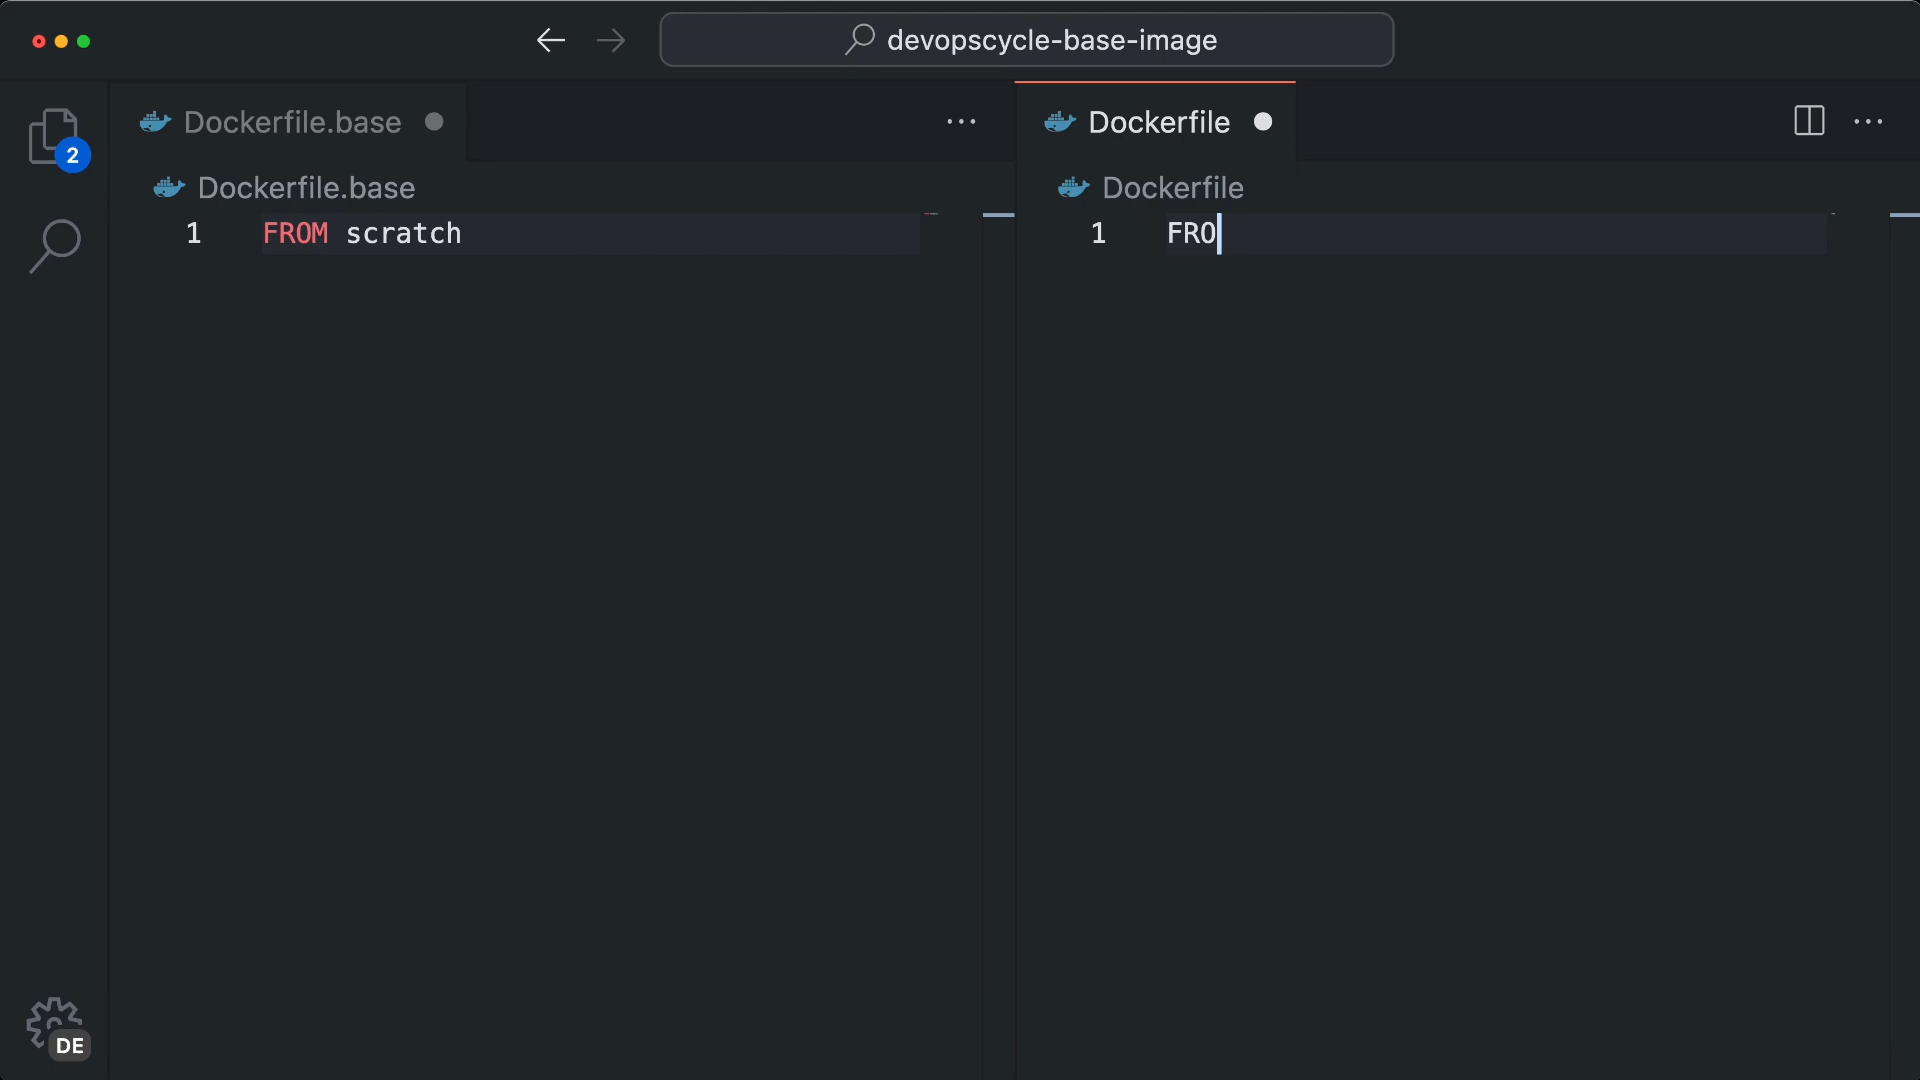 devopscycle-base-image
Dockerfile.base
Dockerfile
2
Dockerfile.base
Dockerfile
1 FROM scratch
1 FRO
DE